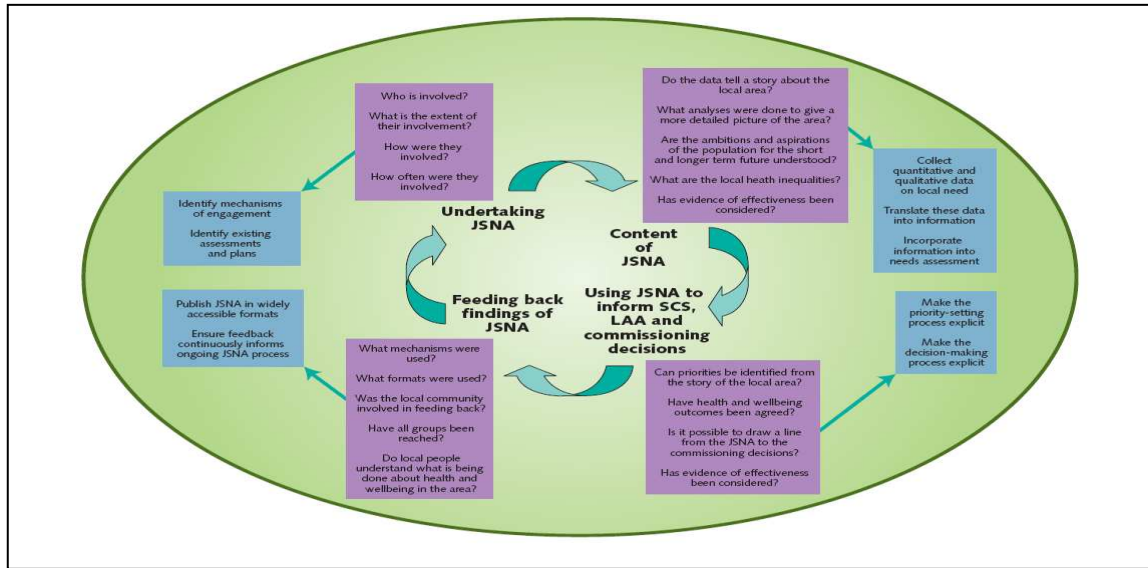 Who is involved?
What is the extent of
their involvement?
How were they
involved?
How often were they
involved?
Identify mechanisms
of engagement
Identify existing
assessments
and plans
Undertaking
JSNA
Do the data tell a story about the
local area?
What analyses were done to give a
more detailed picture of the area?
Are the ambitions and aspirations
of the population for the short
and longer term future understood?
What are the local heath inequalities?
Has evidence of effectiveness been
considered?
Collect
quantitative and
qualitative data
on local need
Translate these data
into information
Incorporate
information into
needs assessment
Content
of
JSNA
Using JSNA to
inform SCS,
LAA and
commissioning
decisions
Can priorities be identified from
the story of the local area?
Have health and wellbeing
outcomes been agreed?
Is it possible to draw a line
from the JSNA to the
commissioning decisions?
Has evidence of effectiveness
been considered?
Make the
priority-setting
process explicit
Make the
decision-making
process explicit
Feeding back
findings of
JSNA
What mechanisms were
used?
What formats were used?
Was the local community
involved in feeding back?
Have all groups been
reached?
Do local people
understand what is being
done about health and
wellbeing in the area?
Publish JSNA in widely
accessible formats
Ensure feedback
continuously informs
ongoing JSNA process